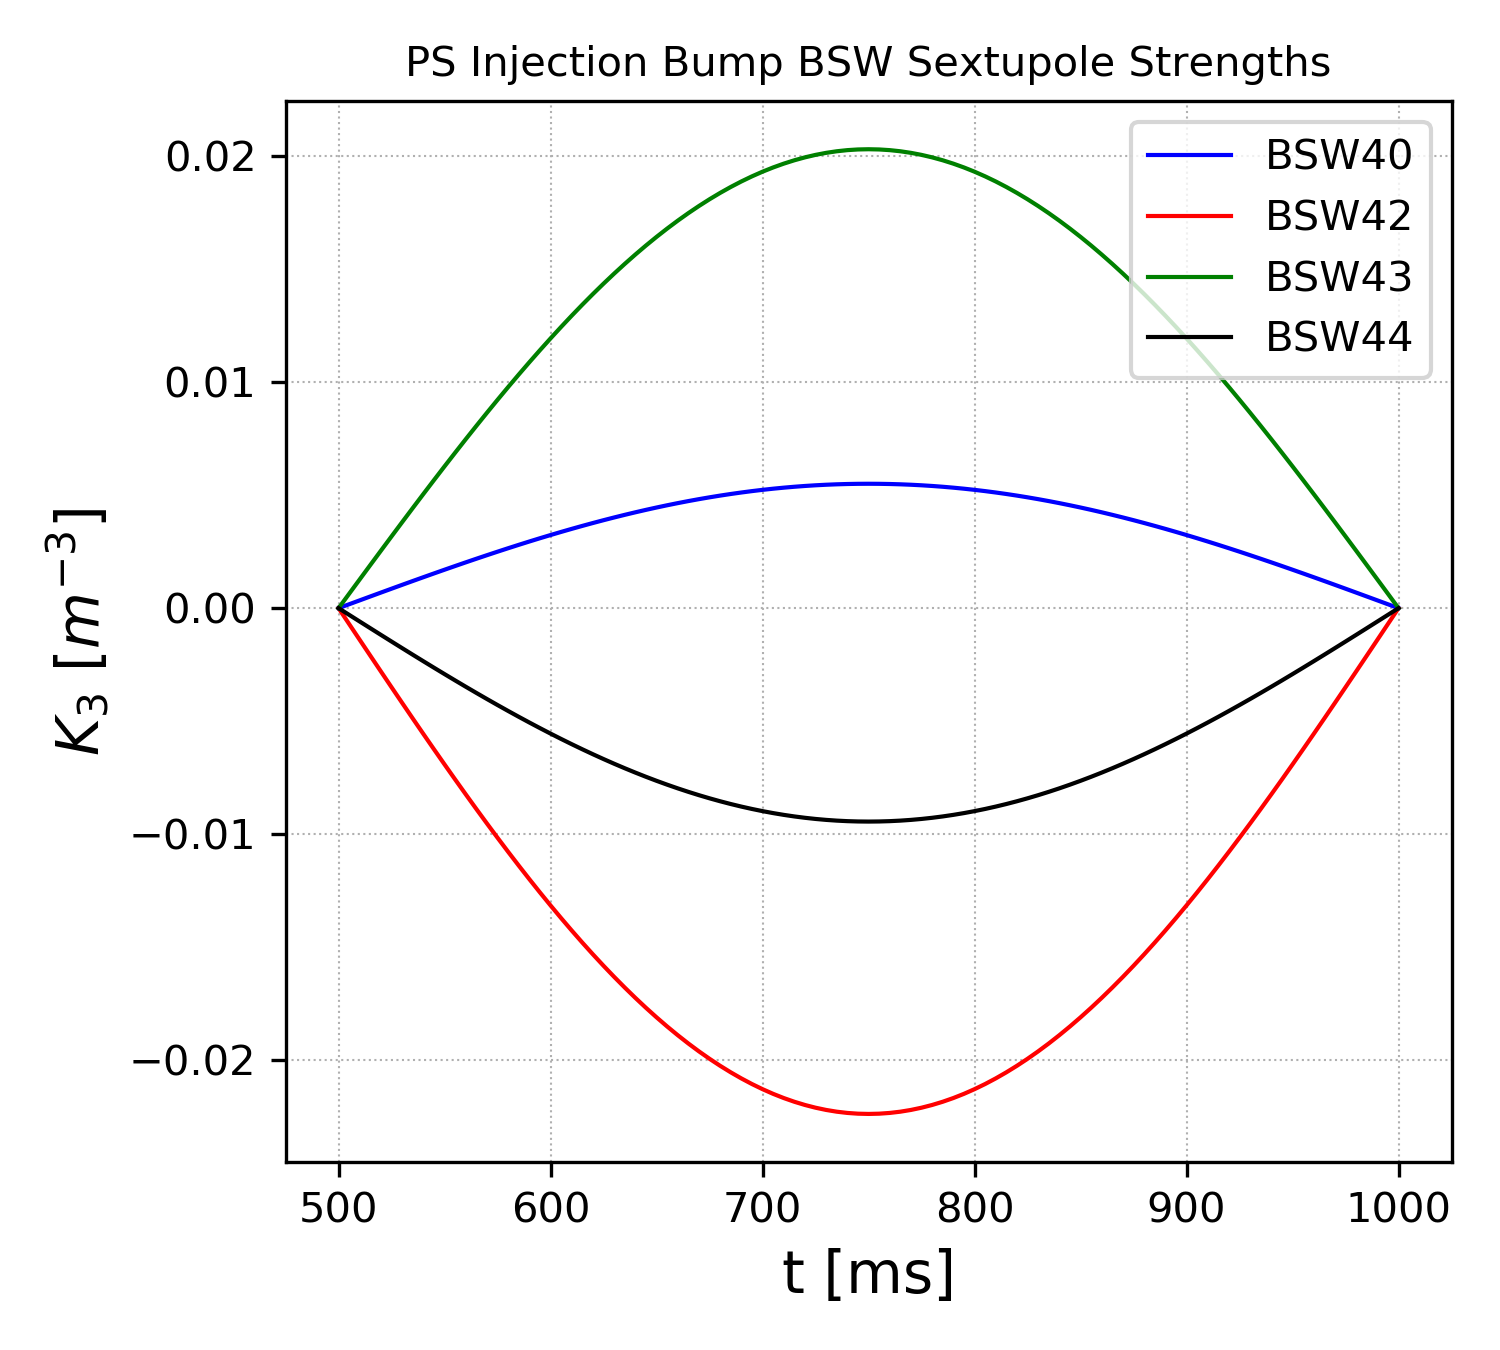 PS Injection Bump BSW Sextupole Strengths
BSW40
BSW42
BSW43
BSW44
0.02
0.01
0.00
−0.01
−0.02
K₃ [m⁻³]
500 600 700 800 900 1000
t [ms]